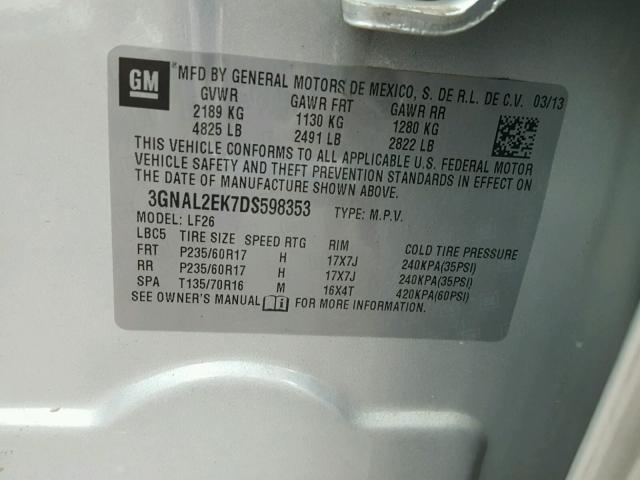 GM MFD BY GENERAL MOTORS DE MEXICO, S. DE R.L. DE C.V. 03/13
GVWR GAWR FRT GAWR RR
2189 KG 1130 KG 1280 KG
4825 LB 2491 LB 2822 LB
THIS VEHICLE CONFORMS TO ALL APPLICABLE U.S. FEDERAL MOTOR
VEHICLE SAFETY AND THEFT PREVENTION STANDARDS IN EFFECT ON
THE DATE OF MANUFACTURE SHOWN ABOVE.
3GNAL2EK7DS598353 TYPE: M.P.V.
MODEL: LF26
LBC5 TIRE SIZE SPEED RTG RIM COLD TIRE PRESSURE
FRT P235/60R17 H 17X7J 240KPA(35PSI)
RR P235/60R17 H 17X7J 240KPA(35PSI)
SPA T135/70R16 M 16X4T 420KPA(60PSI)
SEE OWNER'S MANUAL FOR MORE INFORMATION.